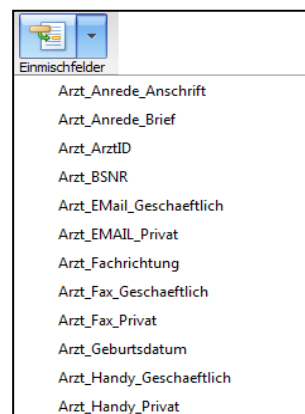 Einmischfelder
Arzt_Anrede_Anschrift
Arzt_Anrede_Brief
Arzt_ArztID
Arzt_BSNR
Arzt_EMail_Geschaeftlich
Arzt_EMAIL_Privat
Arzt_Fachrichtung
Arzt_Fax_Geschaeftlich
Arzt_Fax_Privat
Arzt_Geburtsdatum
Arzt_Handy_Geschaeftlich
Arzt_Handy_Privat